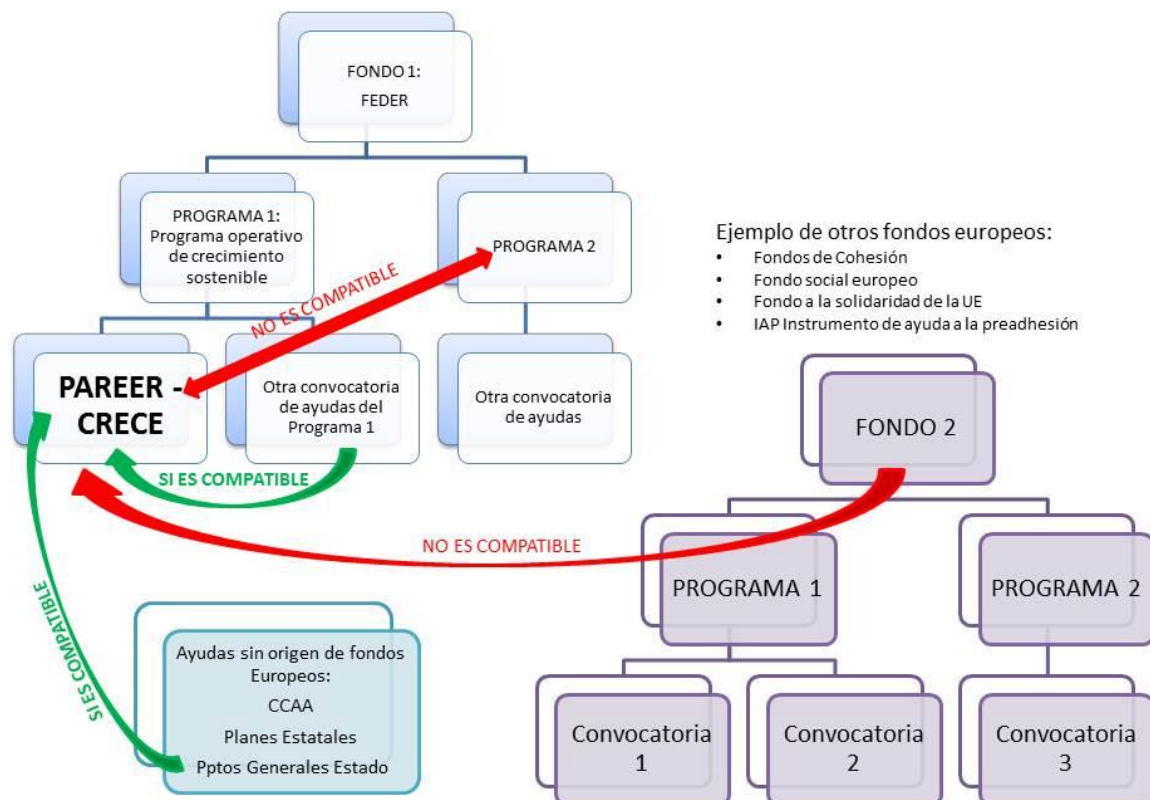 FONDO 1:
FEDER
PROGRAMA 1:
Programa operativo
de crecimiento
sostenible
PROGRAMA 2
NO ES COMPATIBLE
PAREER -
CRECE
Otra convocatoria
de ayudas del
Programa 1
Otra convocatoria
de ayudas
SI ES COMPATIBLE
Ejemplo de otros fondos europeos:
• Fondos de Cohesión
• Fondo social europeo
• Fondo a la solidaridad de la UE
• IAP Instrumento de ayuda a la preadhesión
FONDO 2
NO ES COMPATIBLE
PROGRAMA 1
PROGRAMA 2
Convocatoria
1
Convocatoria
2
Convocatoria
3
SI ES COMPATIBLE
Ayudas sin origen de fondos
Europeos:
CCAA
Planes Estatales
Pptos Generales Estado